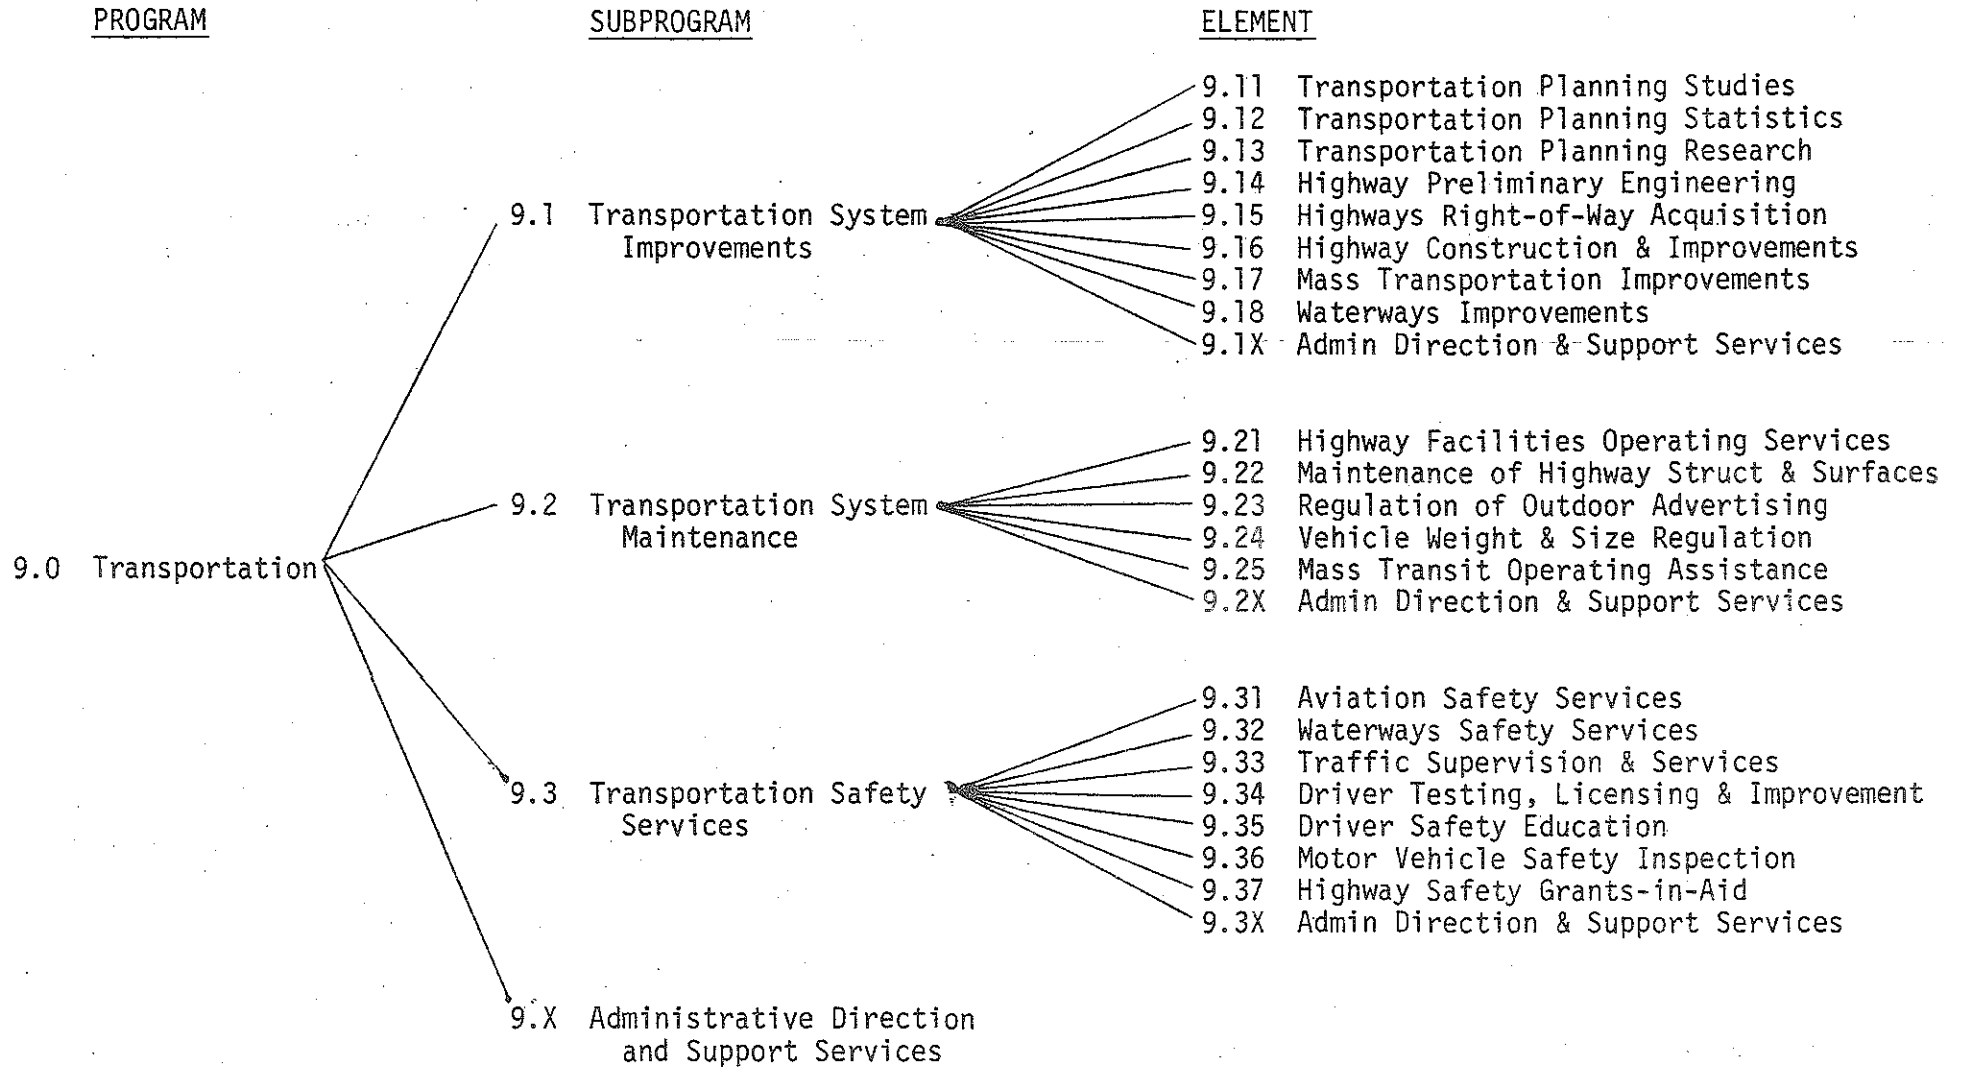 PROGRAM SUBPROGRAM ELEMENT
9.11 Transportation Planning Studies
9.12 Transportation Planning Statistics
9.13 Transportation Planning Research
9.14 Highway Preliminary Engineering
9.1 Transportation System
Improvements
9.15 Highways Right-of-Way Acquisition
9.16 Highway Construction & Improvements
9.17 Mass Transportation Improvements
9.18 Waterways Improvements
9.1X Admin Direction & Support Services
9.21 Highway Facilities Operating Services
9.22 Maintenance of Highway Struct & Surfaces
9.2 Transportation System
Maintenance
9.23 Regulation of Outdoor Advertising
9.24 Vehicle Weight & Size Regulation
9.0 Transportation
9.25 Mass Transit Operating Assistance
9.2X Admin Direction & Support Services
9.31 Aviation Safety Services
9.32 Waterways Safety Services
9.33 Traffic Supervision & Services
9.3 Transportation Safety
Services
9.34 Driver Testing, Licensing & Improvement
9.35 Driver Safety Education
9.36 Motor Vehicle Safety Inspection
9.37 Highway Safety Grants-in-Aid
9.3X Admin Direction & Support Services
9.X Administrative Direction
and Support Services